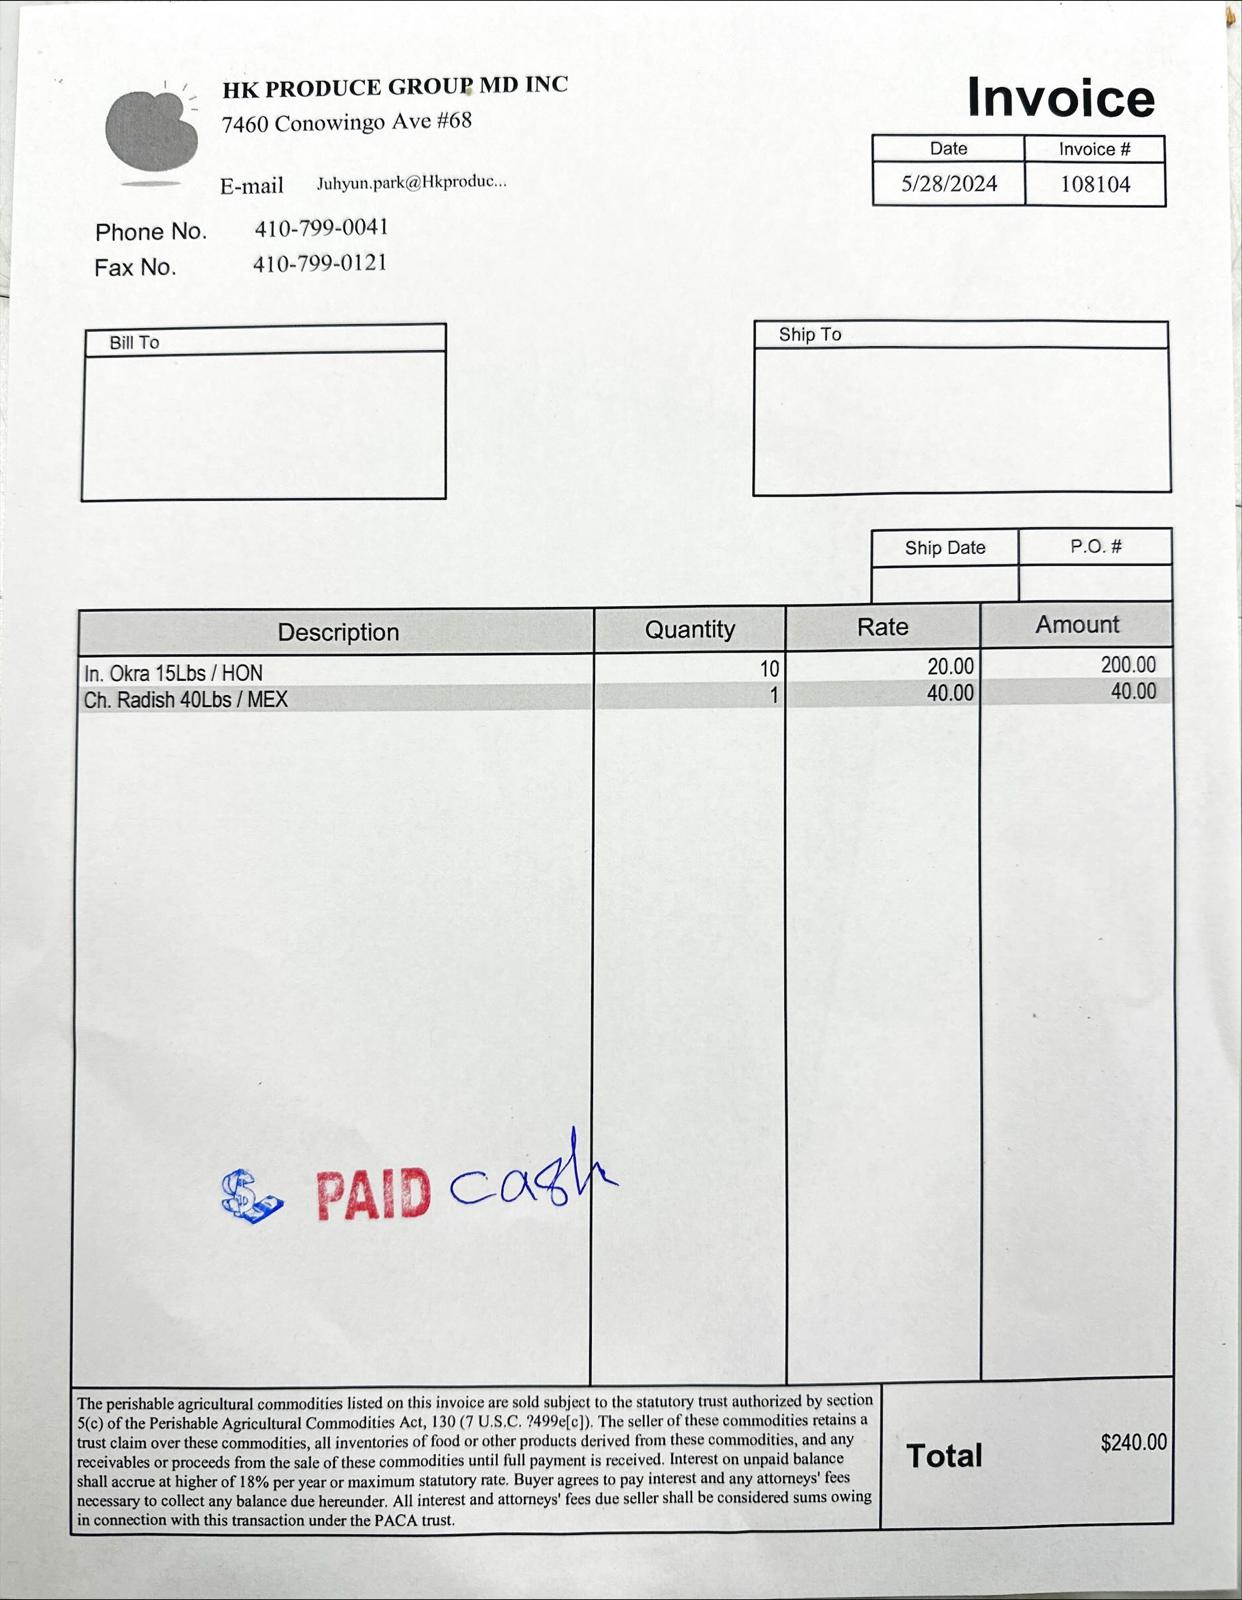 HK PRODUCE GROUP MD INC
7460 Conowingo Ave #68
E-mail Juhyun.park@Hkproduc...
Phone No. 410-799-0041
Fax No. 410-799-0121
Invoice
Date Invoice #
5/28/2024 108104
Bill To
Ship To
Ship Date P.O. #
Description Quantity Rate Amount
In. Okra 15Lbs / HON 10 20.00 200.00
Ch. Radish 40Lbs / MEX 1 40.00 40.00
$ PAID cash
The perishable agricultural commodities listed on this invoice are sold subject to the statutory trust authorized by section
5(c) of the Perishable Agricultural Commodities Act, 130 (7 U.S.C. ?499e[c]). The seller of these commodities retains a
trust claim over these commodities, all inventories of food or other products derived from these commodities, and any
receivables or proceeds from the sale of these commodities until full payment is received. Interest on unpaid balance
shall accrue at higher of 18% per year or maximum statutory rate. Buyer agrees to pay interest and any attorneys' fees
necessary to collect any balance due hereunder. All interest and attorneys' fees due seller shall be considered sums owing
in connection with this transaction under the PACA trust.
Total $240.00